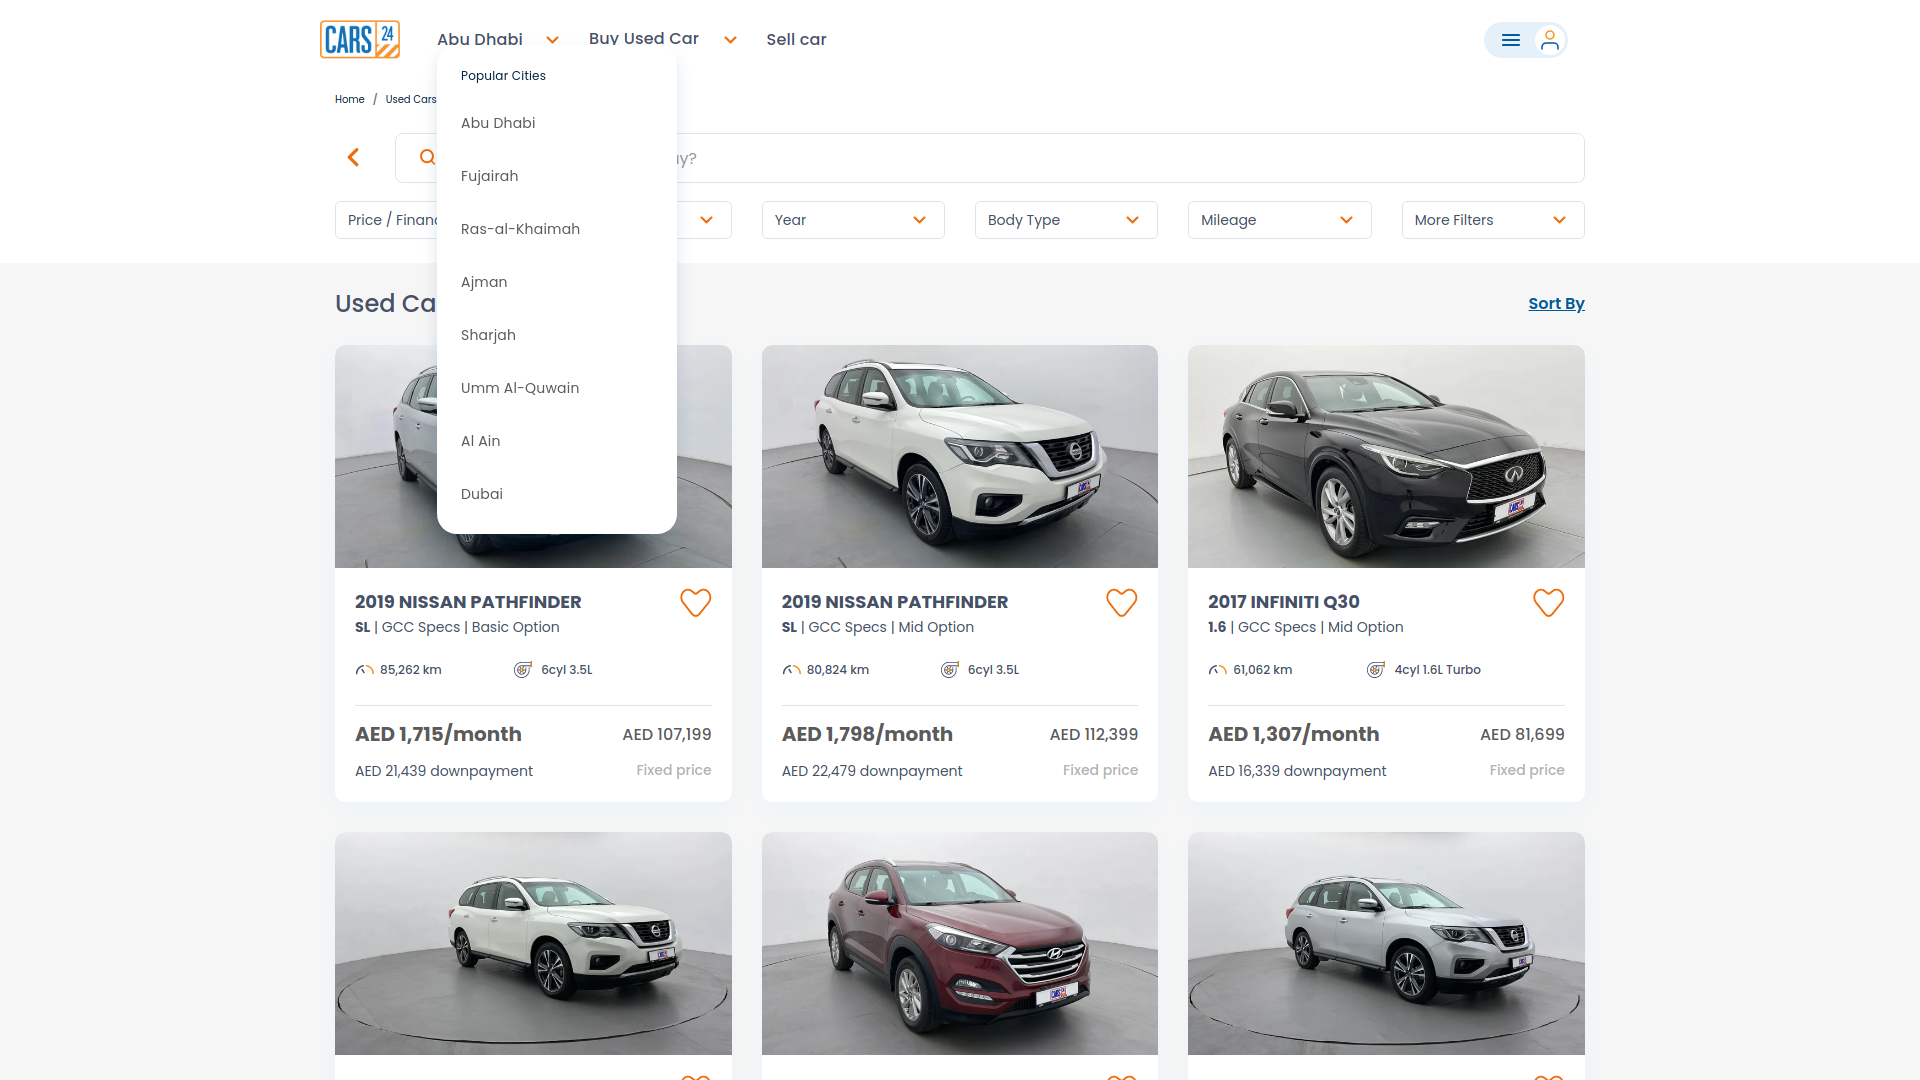 CARS 24
Abu Dhabi
Buy Used Car
Sell car
Popular Cities
Abu Dhabi
Fujairah
Ras-al-Khaimah
Ajman
Sharjah
Umm Al-Quwain
Al Ain
Dubai
Home / Used Cars
Price / Financ
Year
Body Type
Mileage
More Filters
Used Ca
Sort By
2019 NISSAN PATHFINDER
SL | GCC Specs | Basic Option
85,262 km
6cyl 3.5L
AED 1,715/month
AED 107,199
AED 21,439 downpayment
Fixed price
2019 NISSAN PATHFINDER
SL | GCC Specs | Mid Option
80,824 km
6cyl 3.5L
AED 1,798/month
AED 112,399
AED 22,479 downpayment
Fixed price
2017 INFINITI Q30
1.6 | GCC Specs | Mid Option
61,062 km
4cyl 1.6L Turbo
AED 1,307/month
AED 81,699
AED 16,339 downpayment
Fixed price